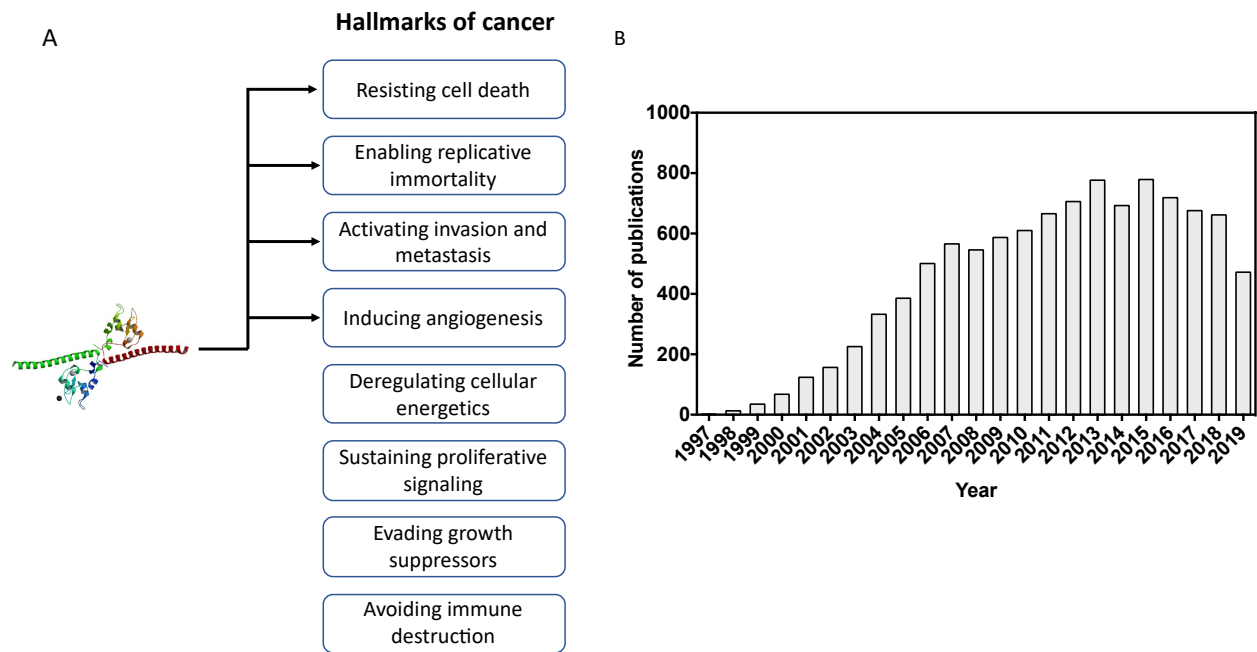 A
Hallmarks of cancer
Resisting cell death
Enabling replicative
immortality
Activating invasion and
metastasis
Inducing angiogenesis
Deregulating cellular
energetics
Sustaining proliferative
signaling
Evading growth
suppressors
Avoiding immune
destruction
B
Number of publications
1000
800
600
400
200
0
1997
1998
1999
2000
2001
2002
2003
2004
2005
2006
2007
2008
2009
2010
2011
2012
2013
2014
2015
2016
2017
2018
2019
Year